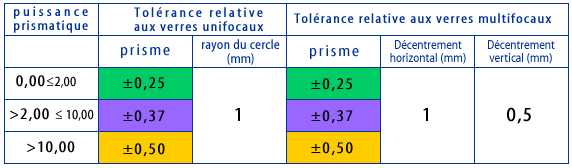 puissance prismatique
Tolérance relative aux verres unifocaux
Tolérance relative aux verres multifocaux
prisme
rayon du cercle (mm)
prisme
Décentrement horizontal (mm)
Décentrement vertical (mm)
0,00≤2,00
±0,25
±0,25
>2,00 ≤ 10,00
±0,37
1
±0,37
1
0,5
>10,00
±0,50
±0,50